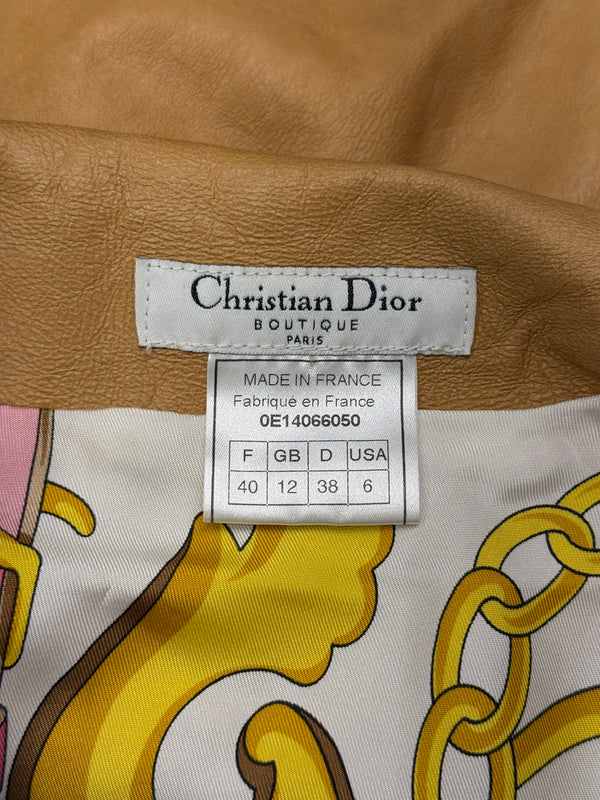 Christian Dior
BOUTIQUE
PARIS
MADE IN FRANCE
Fabriqué en France
0E14066050
F GB D USA
40 12 38 6